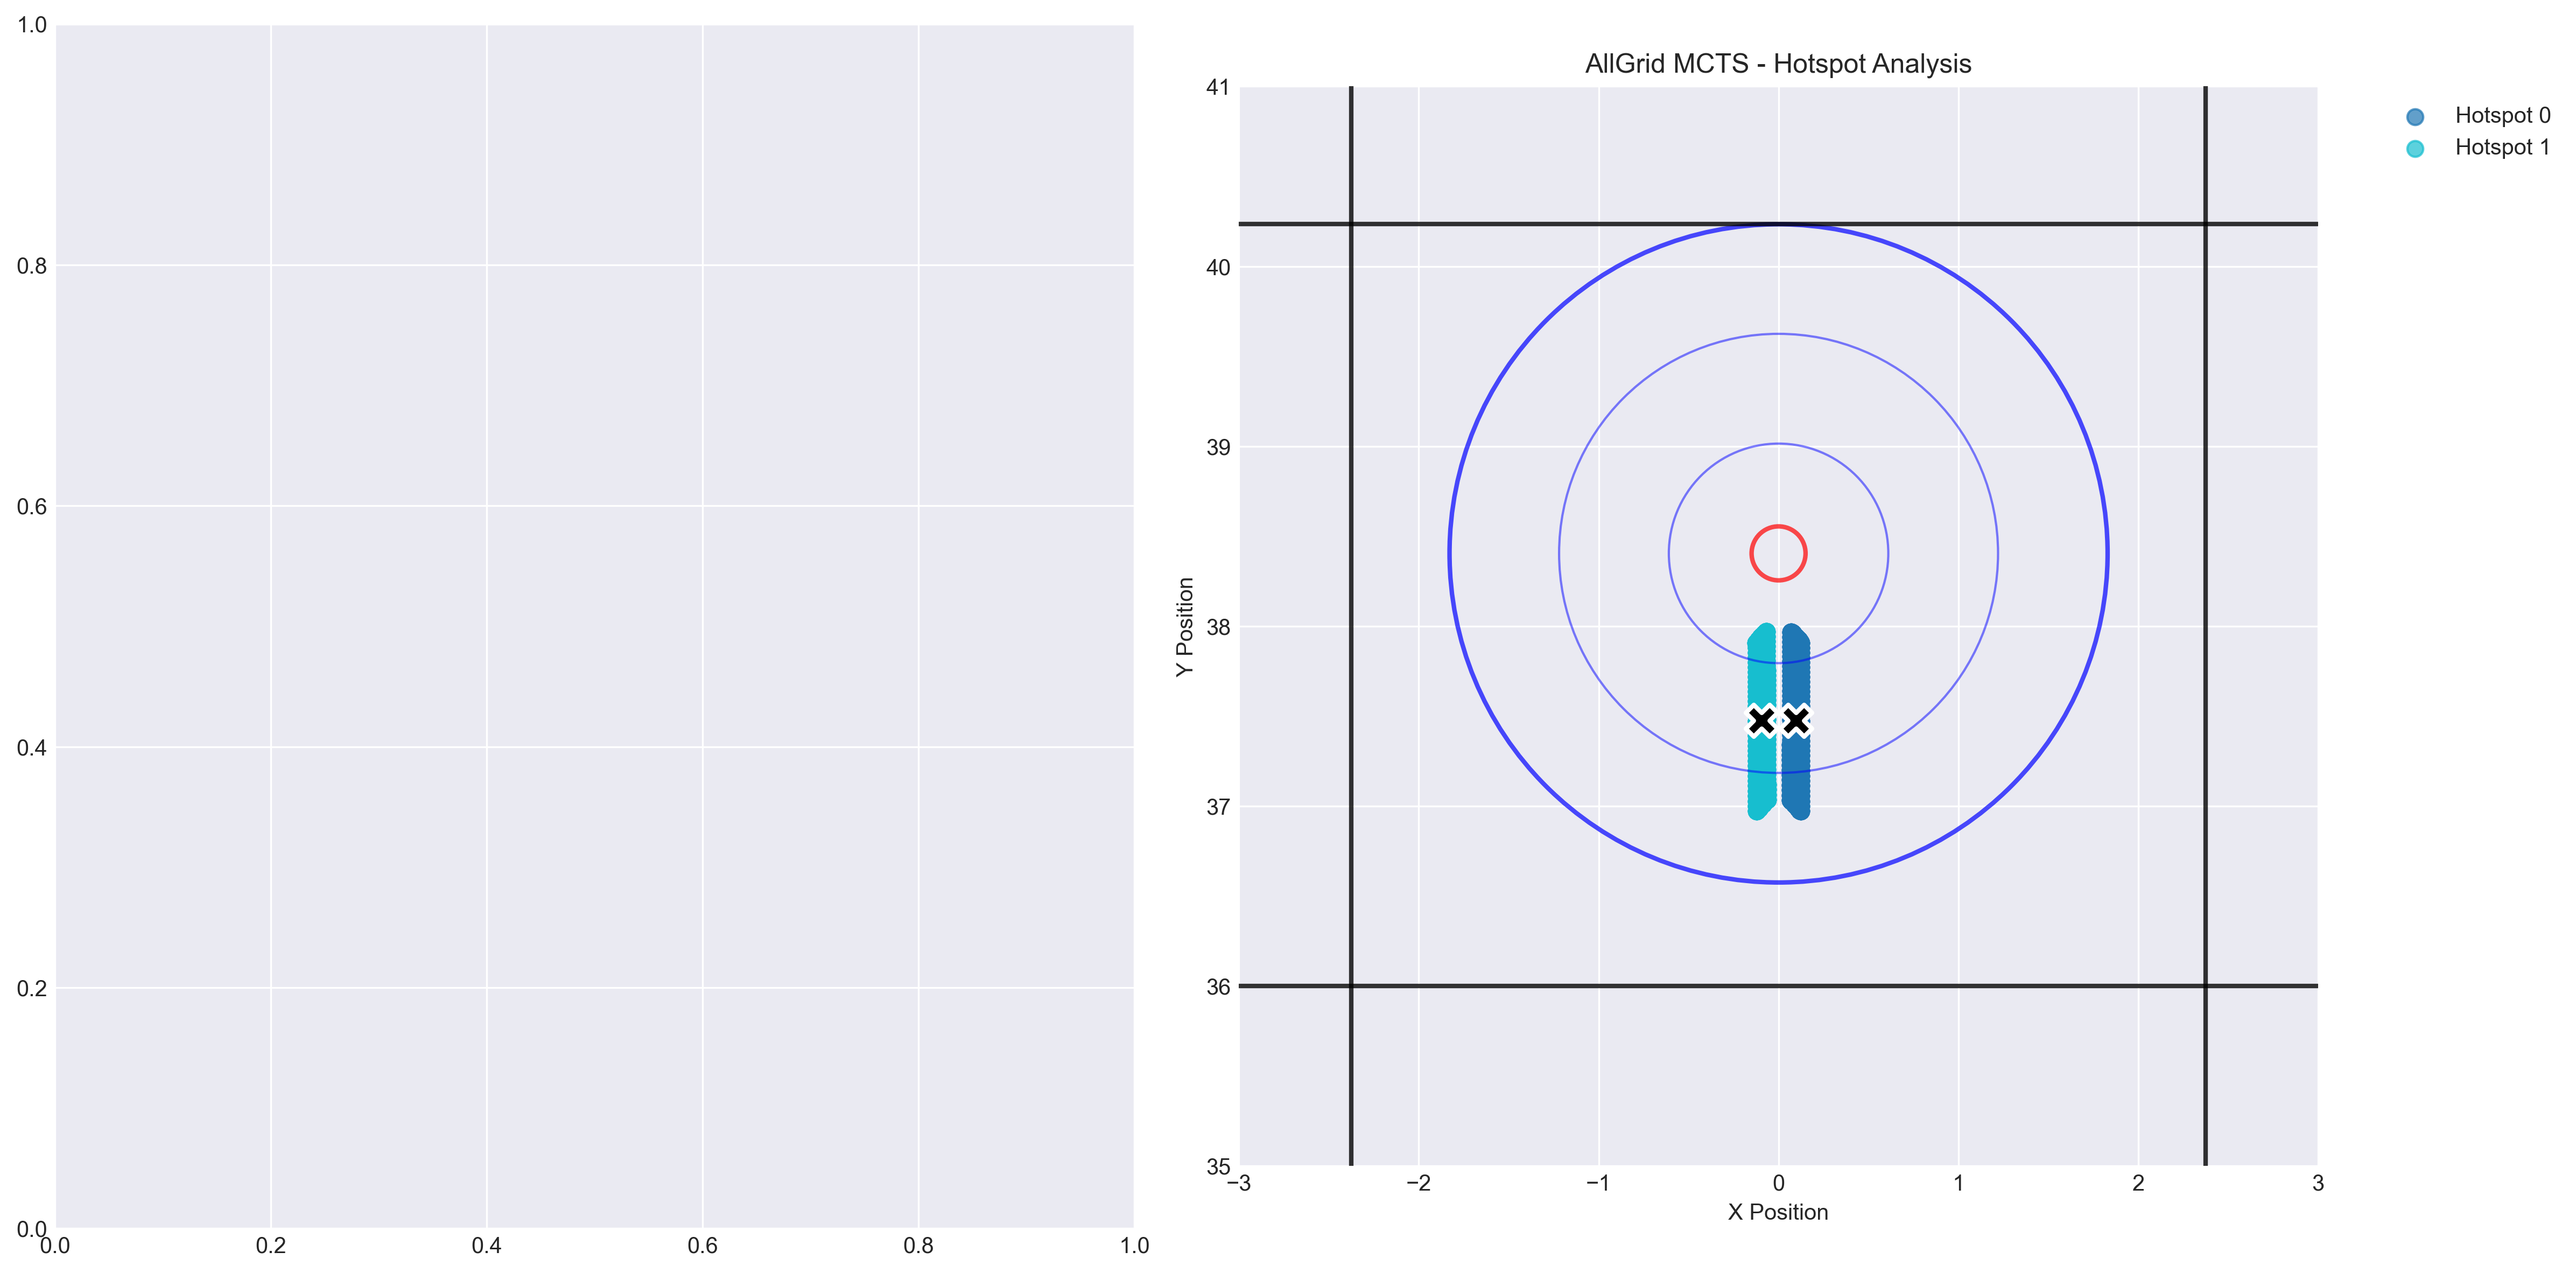 1.0
0.8
0.6
0.4
0.2
0.0
0.0 0.2 0.4 0.6 0.8 1.0
AllGrid MCTS - Hotspot Analysis
41
40
39
38
37
36
35
Y Position
−3 −2 −1 0 1 2 3
X Position
Hotspot 0
Hotspot 1